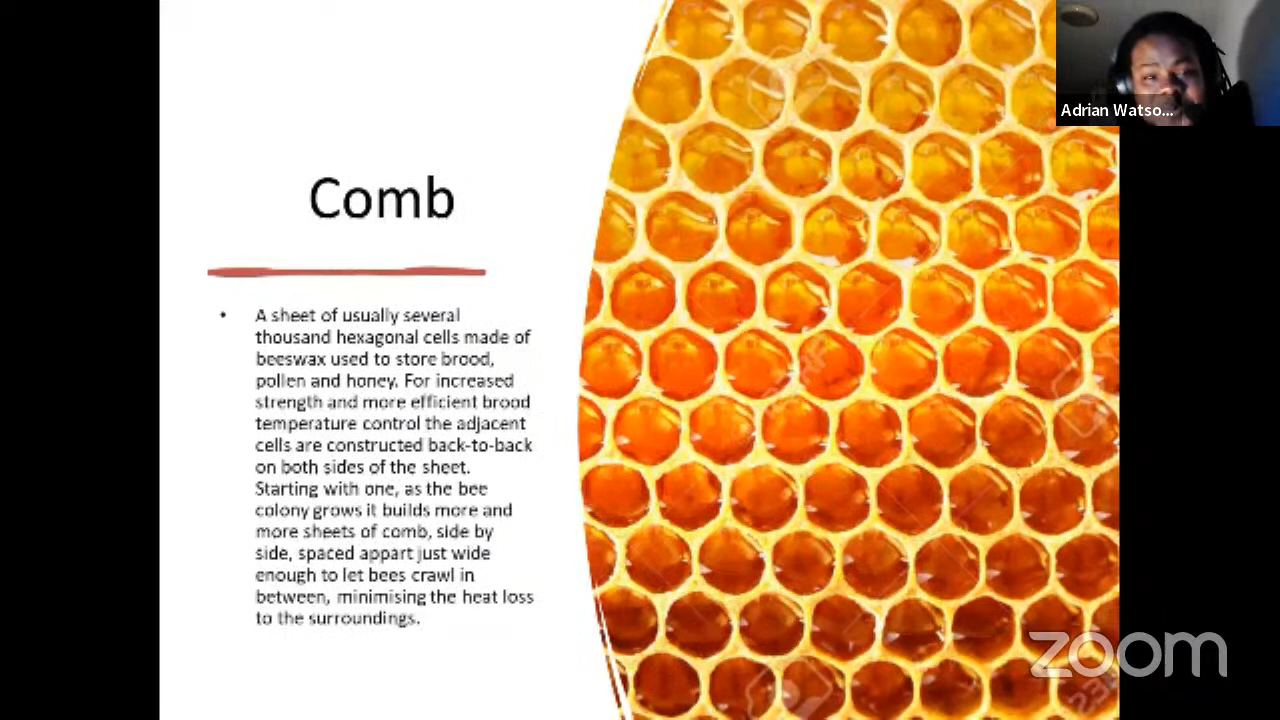 Adrian Watso...
Comb
• A sheet of usually several
thousand hexagonal cells made of
beeswax used to store brood,
pollen and honey. For increased
strength and more efficient brood
temperature control the adjacent
cells are constructed back-to-back
on both sides of the sheet.
Starting with one, as the bee
colony grows it builds more and
more sheets of comb, side by
side, spaced appart just wide
enough to let bees crawl in
between, minimising the heat loss
to the surroundings.
zoom